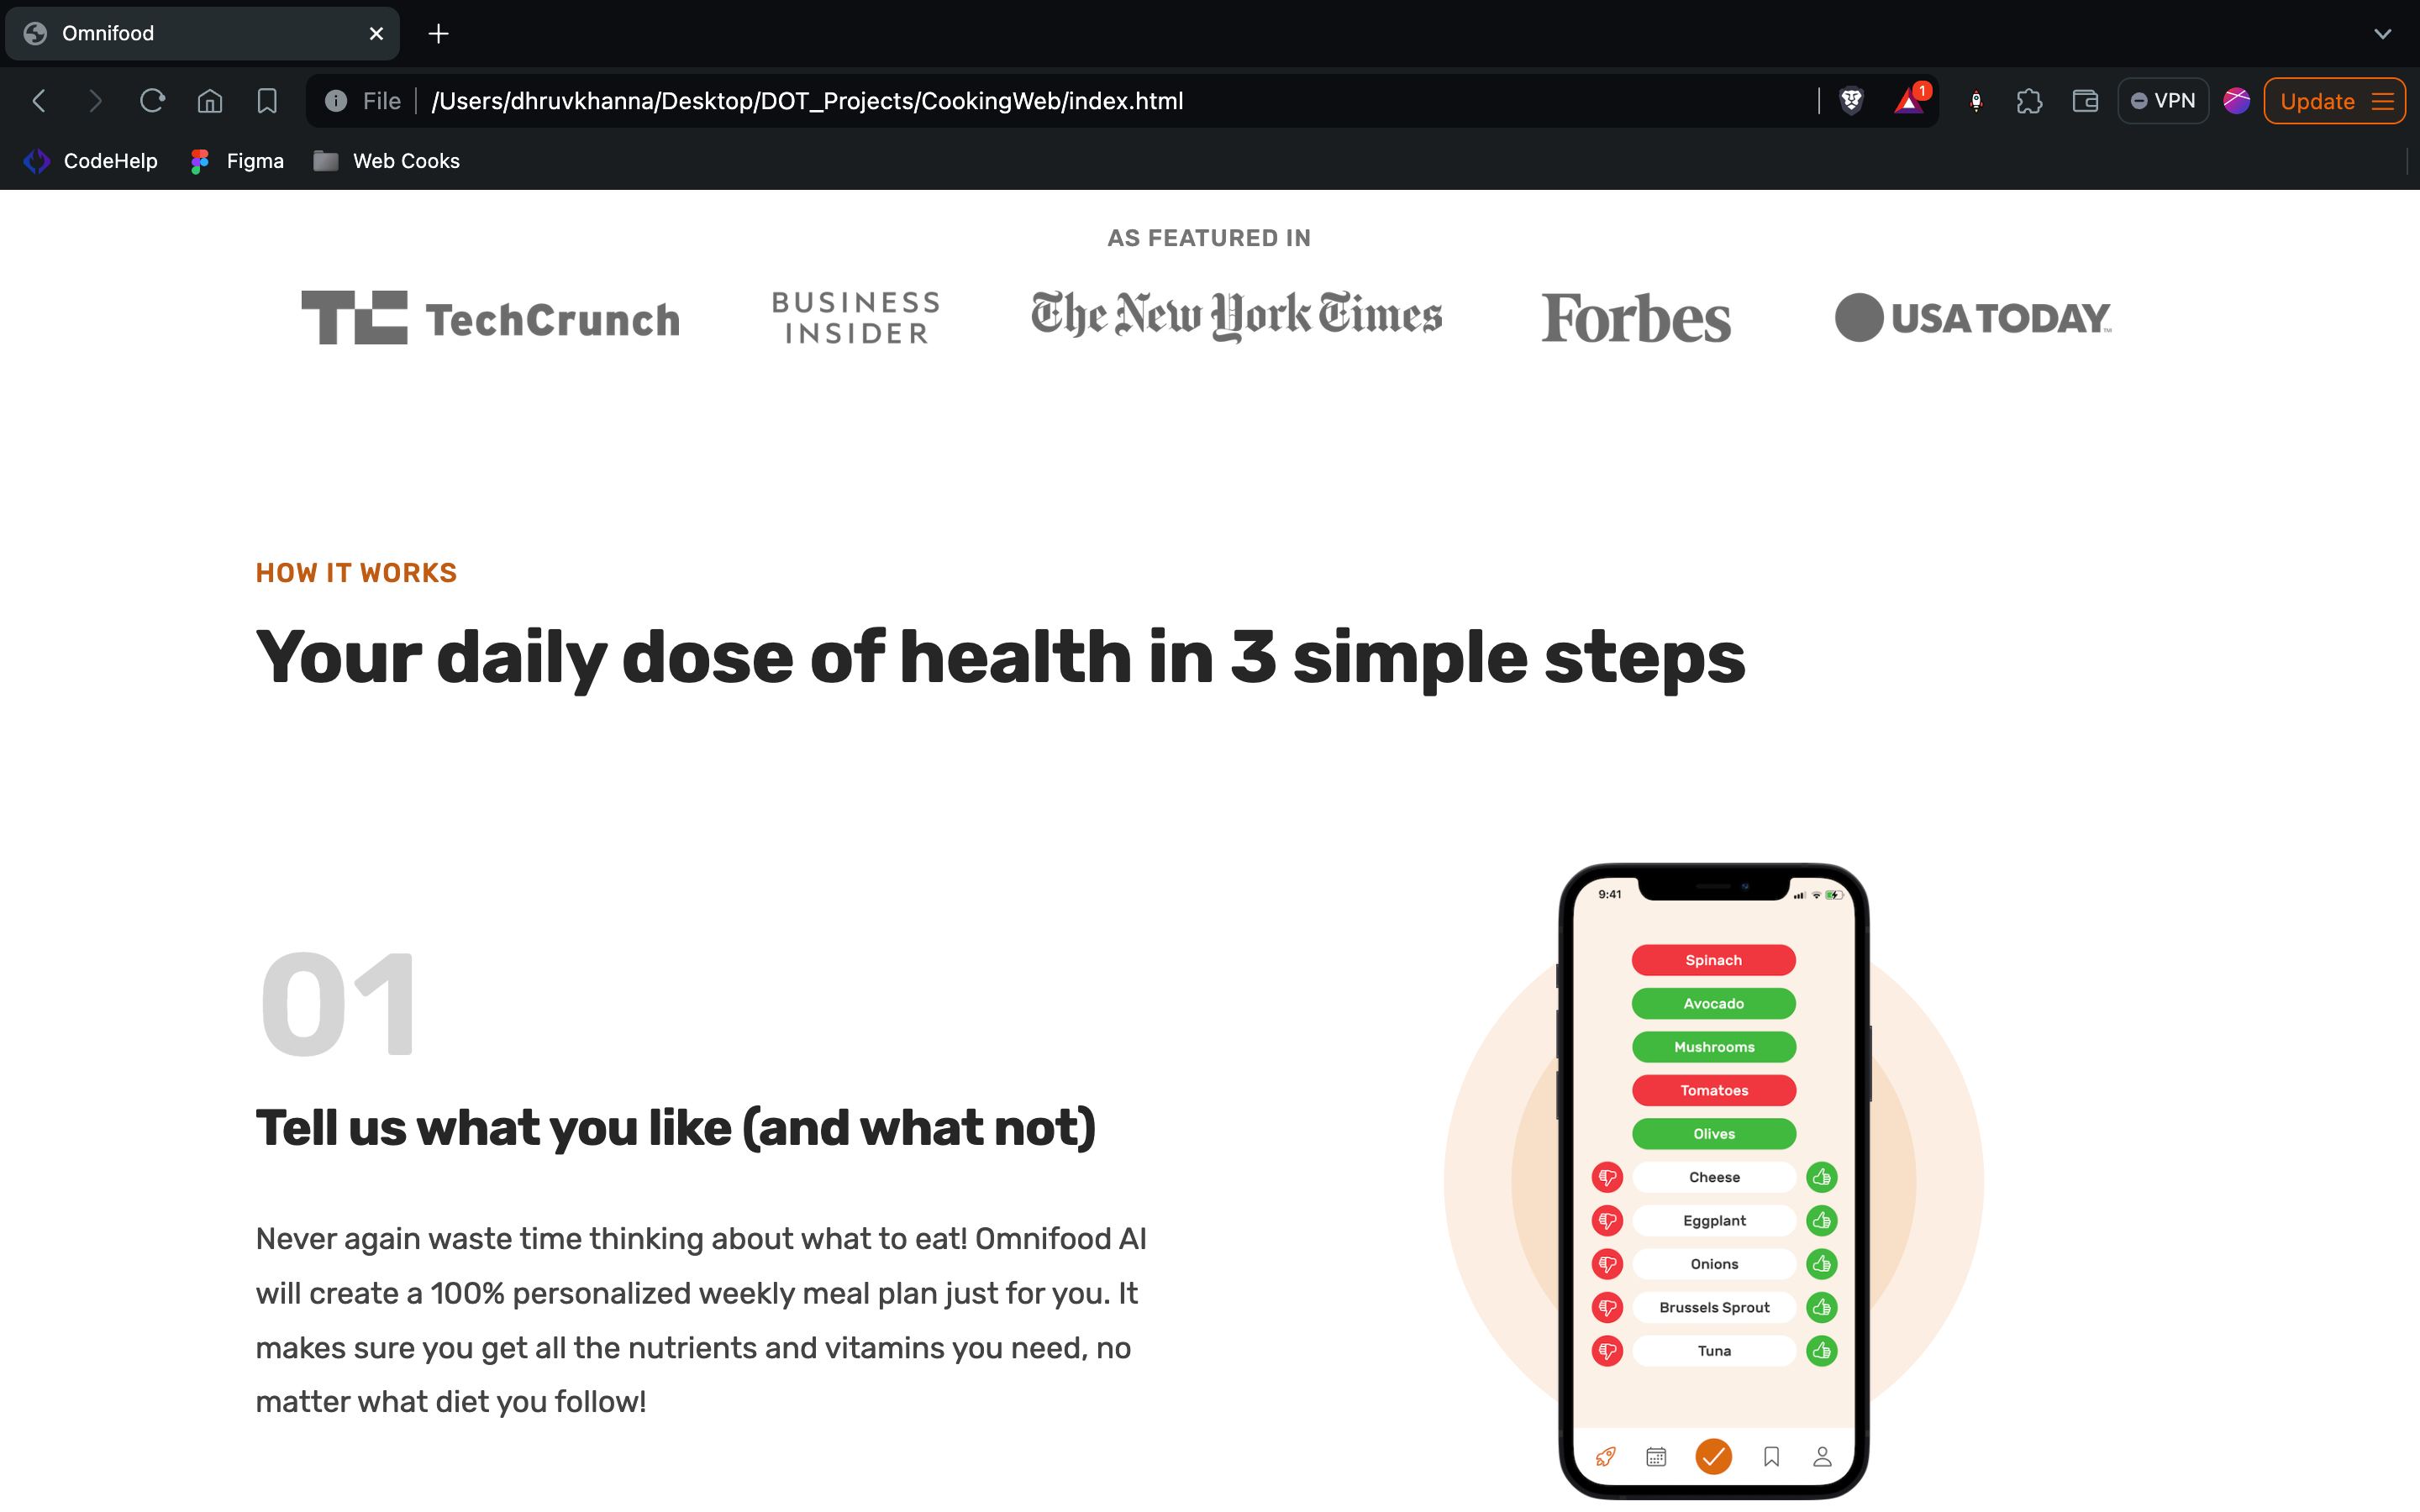 Omnifood
File
/Users/dhruvkhanna/Desktop/DOT_Projects/CookingWeb/index.html
1
VPN
Update
CodeHelp
Figma
Web Cooks
AS FEATURED IN
TC TechCrunch
BUSINESS
INSIDER
The New York Times
Forbes
USA TODAY™
HOW IT WORKS
Your daily dose of health in 3 simple steps
01
Tell us what you like (and what not)
Never again waste time thinking about what to eat! Omnifood AI
will create a 100% personalized weekly meal plan just for you. It
makes sure you get all the nutrients and vitamins you need, no
matter what diet you follow!
9:41
Spinach
Avocado
Mushrooms
Tomatoes
Olives
Cheese
Eggplant
Onions
Brussels Sprout
Tuna